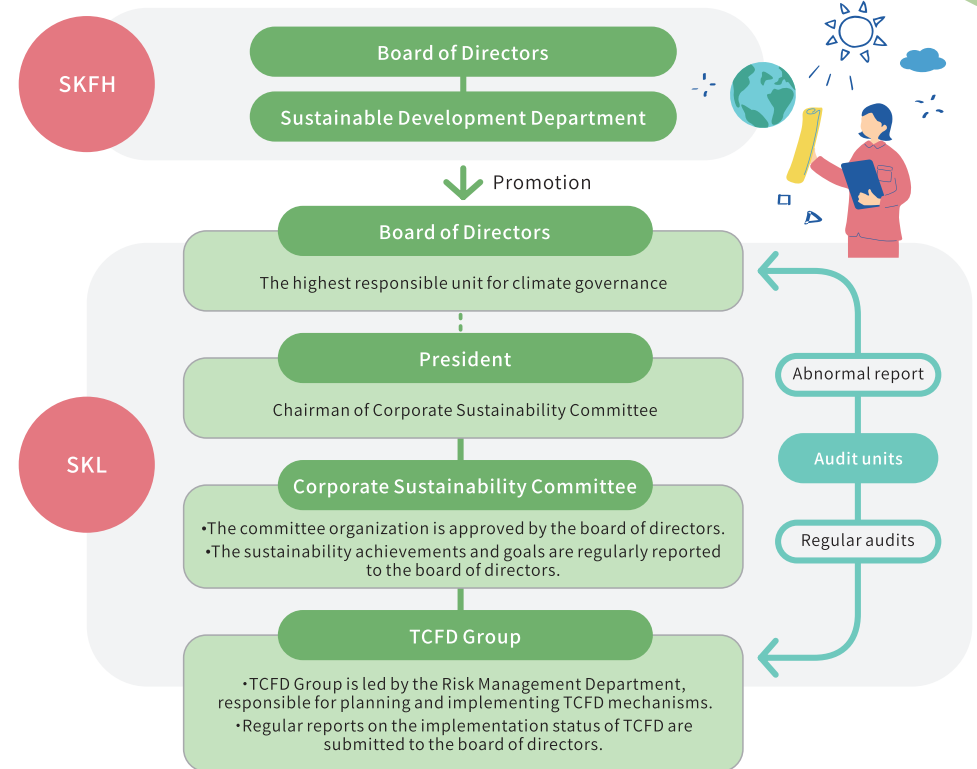 SKFH
Board of Directors
Sustainable Development Department
Promotion
Board of Directors
The highest responsible unit for climate governance
President
Chairman of Corporate Sustainability Committee
SKL
Corporate Sustainability Committee
•The committee organization is approved by the board of directors.
•The sustainability achievements and goals are regularly reported
to the board of directors.
TCFD Group
•TCFD Group is led by the Risk Management Department,
responsible for planning and implementing TCFD mechanisms.
•Regular reports on the implementation status of TCFD are
submitted to the board of directors.
Abnormal report
Audit units
Regular audits